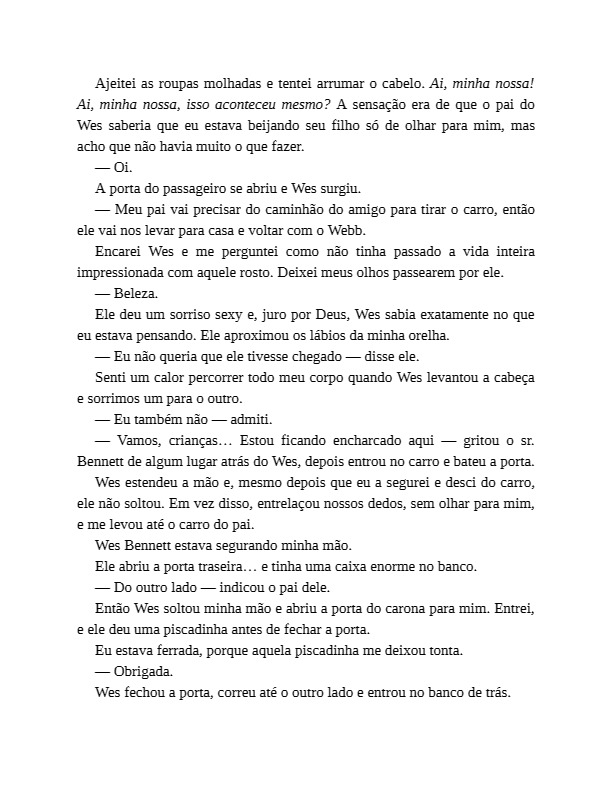 Ajeitei as roupas molhadas e tentei arrumar o cabelo. Ai, minha nossa!
Ai, minha nossa, isso aconteceu mesmo? A sensação era de que o pai do
Wes saberia que eu estava beijando seu filho só de olhar para mim, mas
acho que não havia muito o que fazer.
— Oi.
A porta do passageiro se abriu e Wes surgiu.
— Meu pai vai precisar do caminhão do amigo para tirar o carro, então
ele vai nos levar para casa e voltar com o Webb.
Encarei Wes e me perguntei como não tinha passado a vida inteira
impressionada com aquele rosto. Deixei meus olhos passearem por ele.
— Beleza.
Ele deu um sorriso sexy e, juro por Deus, Wes sabia exatamente no que
eu estava pensando. Ele aproximou os lábios da minha orelha.
— Eu não queria que ele tivesse chegado — disse ele.
Senti um calor percorrer todo meu corpo quando Wes levantou a cabeça
e sorrimos um para o outro.
— Eu também não — admiti.
— Vamos, crianças… Estou ficando encharcado aqui — gritou o sr.
Bennett de algum lugar atrás do Wes, depois entrou no carro e bateu a porta.
Wes estendeu a mão e, mesmo depois que eu a segurei e desci do carro,
ele não soltou. Em vez disso, entrelaçou nossos dedos, sem olhar para mim,
e me levou até o carro do pai.
Wes Bennett estava segurando minha mão.
Ele abriu a porta traseira… e tinha uma caixa enorme no banco.
— Do outro lado — indicou o pai dele.
Então Wes soltou minha mão e abriu a porta do carona para mim. Entrei,
e ele deu uma piscadinha antes de fechar a porta.
Eu estava ferrada, porque aquela piscadinha me deixou tonta.
— Obrigada.
Wes fechou a porta, correu até o outro lado e entrou no banco de trás.